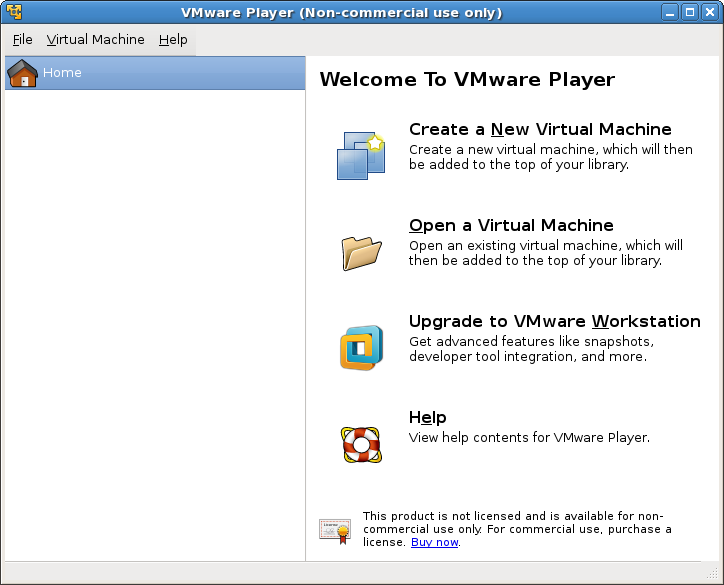 VMware Player (Non-commercial use only)
File Virtual Machine Help
Home
Welcome To VMware Player
Create a New Virtual Machine
Create a new virtual machine, which will then
be added to the top of your library.
Open a Virtual Machine
Open an existing virtual machine, which will
then be added to the top of your library.
Upgrade to VMware Workstation
Get advanced features like snapshots,
developer tool integration, and more.
Help
View help contents for VMware Player.
This product is not licensed and is available for non-
commercial use only. For commercial use, purchase a
license. Buy now.